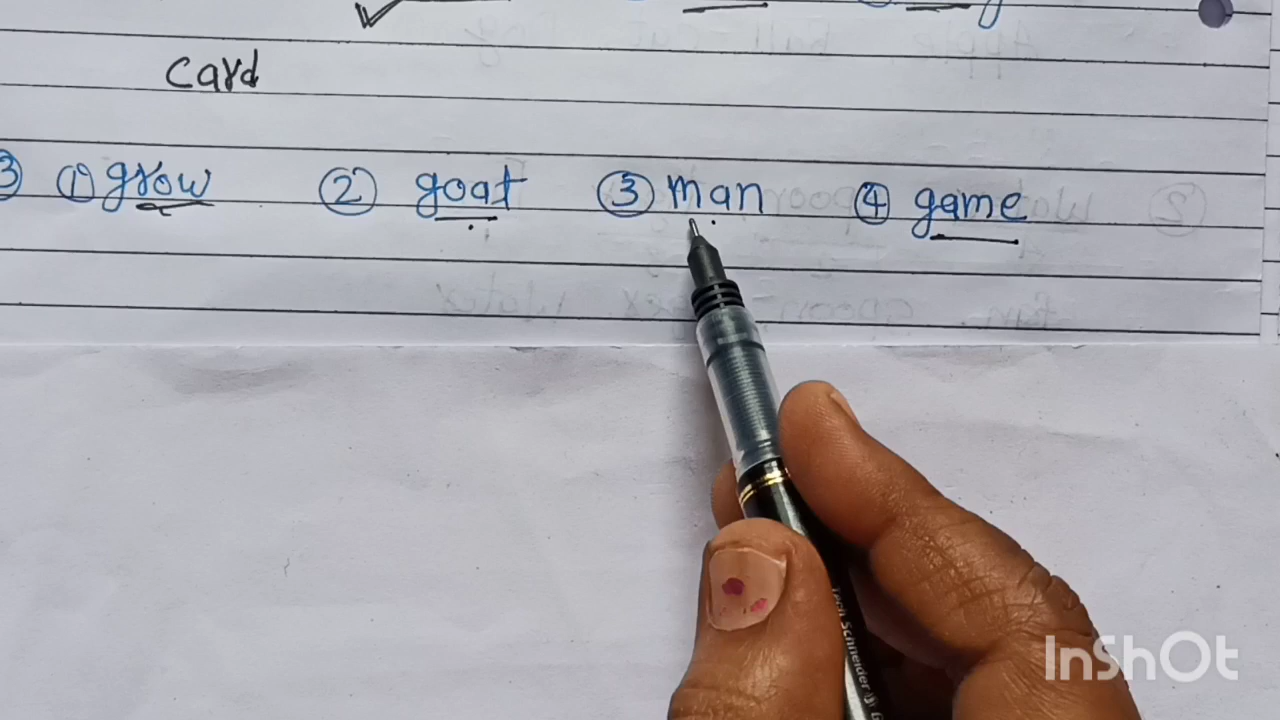 card
③ ① grow ② goat ③ man ④ game
InShOt